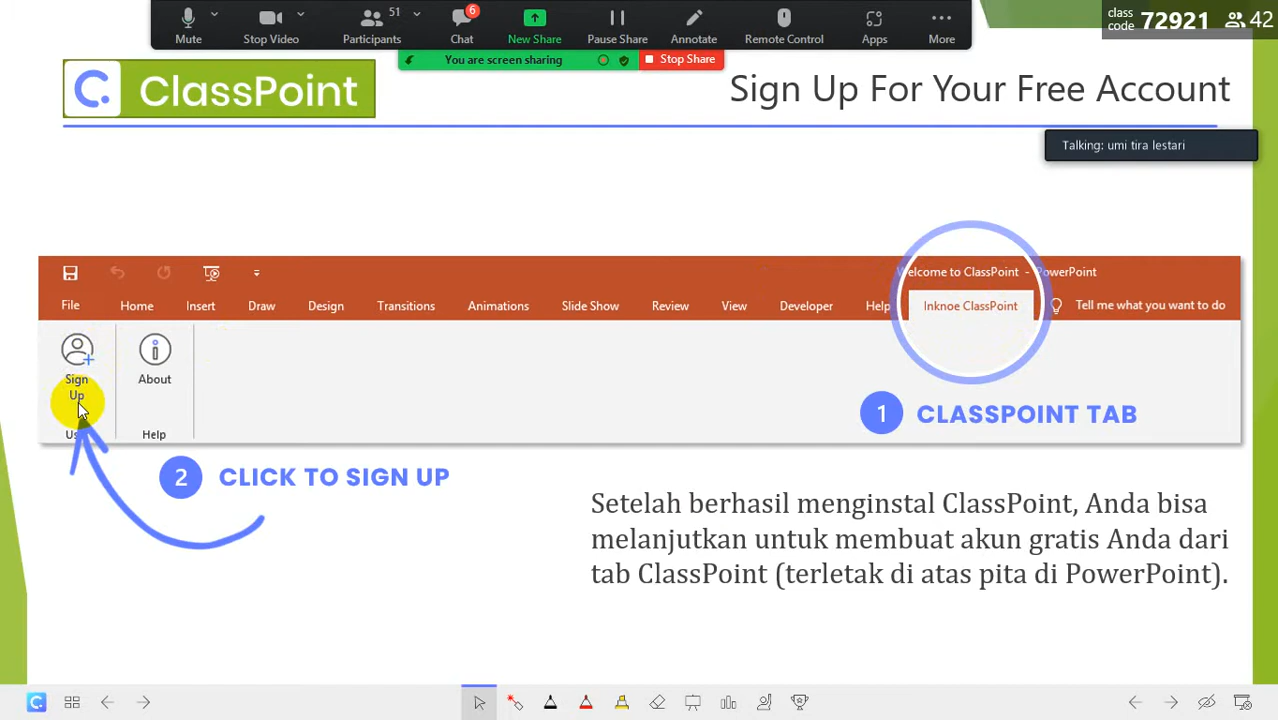 51
6
Mute
Stop Video
Participants
Chat
New Share
Pause Share
Annotate
Remote Control
Apps
More
class code 72921 42
You are screen sharing
Stop Share
ClassPoint
Sign Up For Your Free Account
Talking: umi tira lestari
Welcome to ClassPoint - PowerPoint
File
Home
Insert
Draw
Design
Transitions
Animations
Slide Show
Review
View
Developer
Help
Inknoe ClassPoint
Tell me what you want to do
Sign
Up
About
Help
1 CLASSPOINT TAB
2 CLICK TO SIGN UP
Setelah berhasil menginstal ClassPoint, Anda bisa
melanjutkan untuk membuat akun gratis Anda dari
tab ClassPoint (terletak di atas pita di PowerPoint).